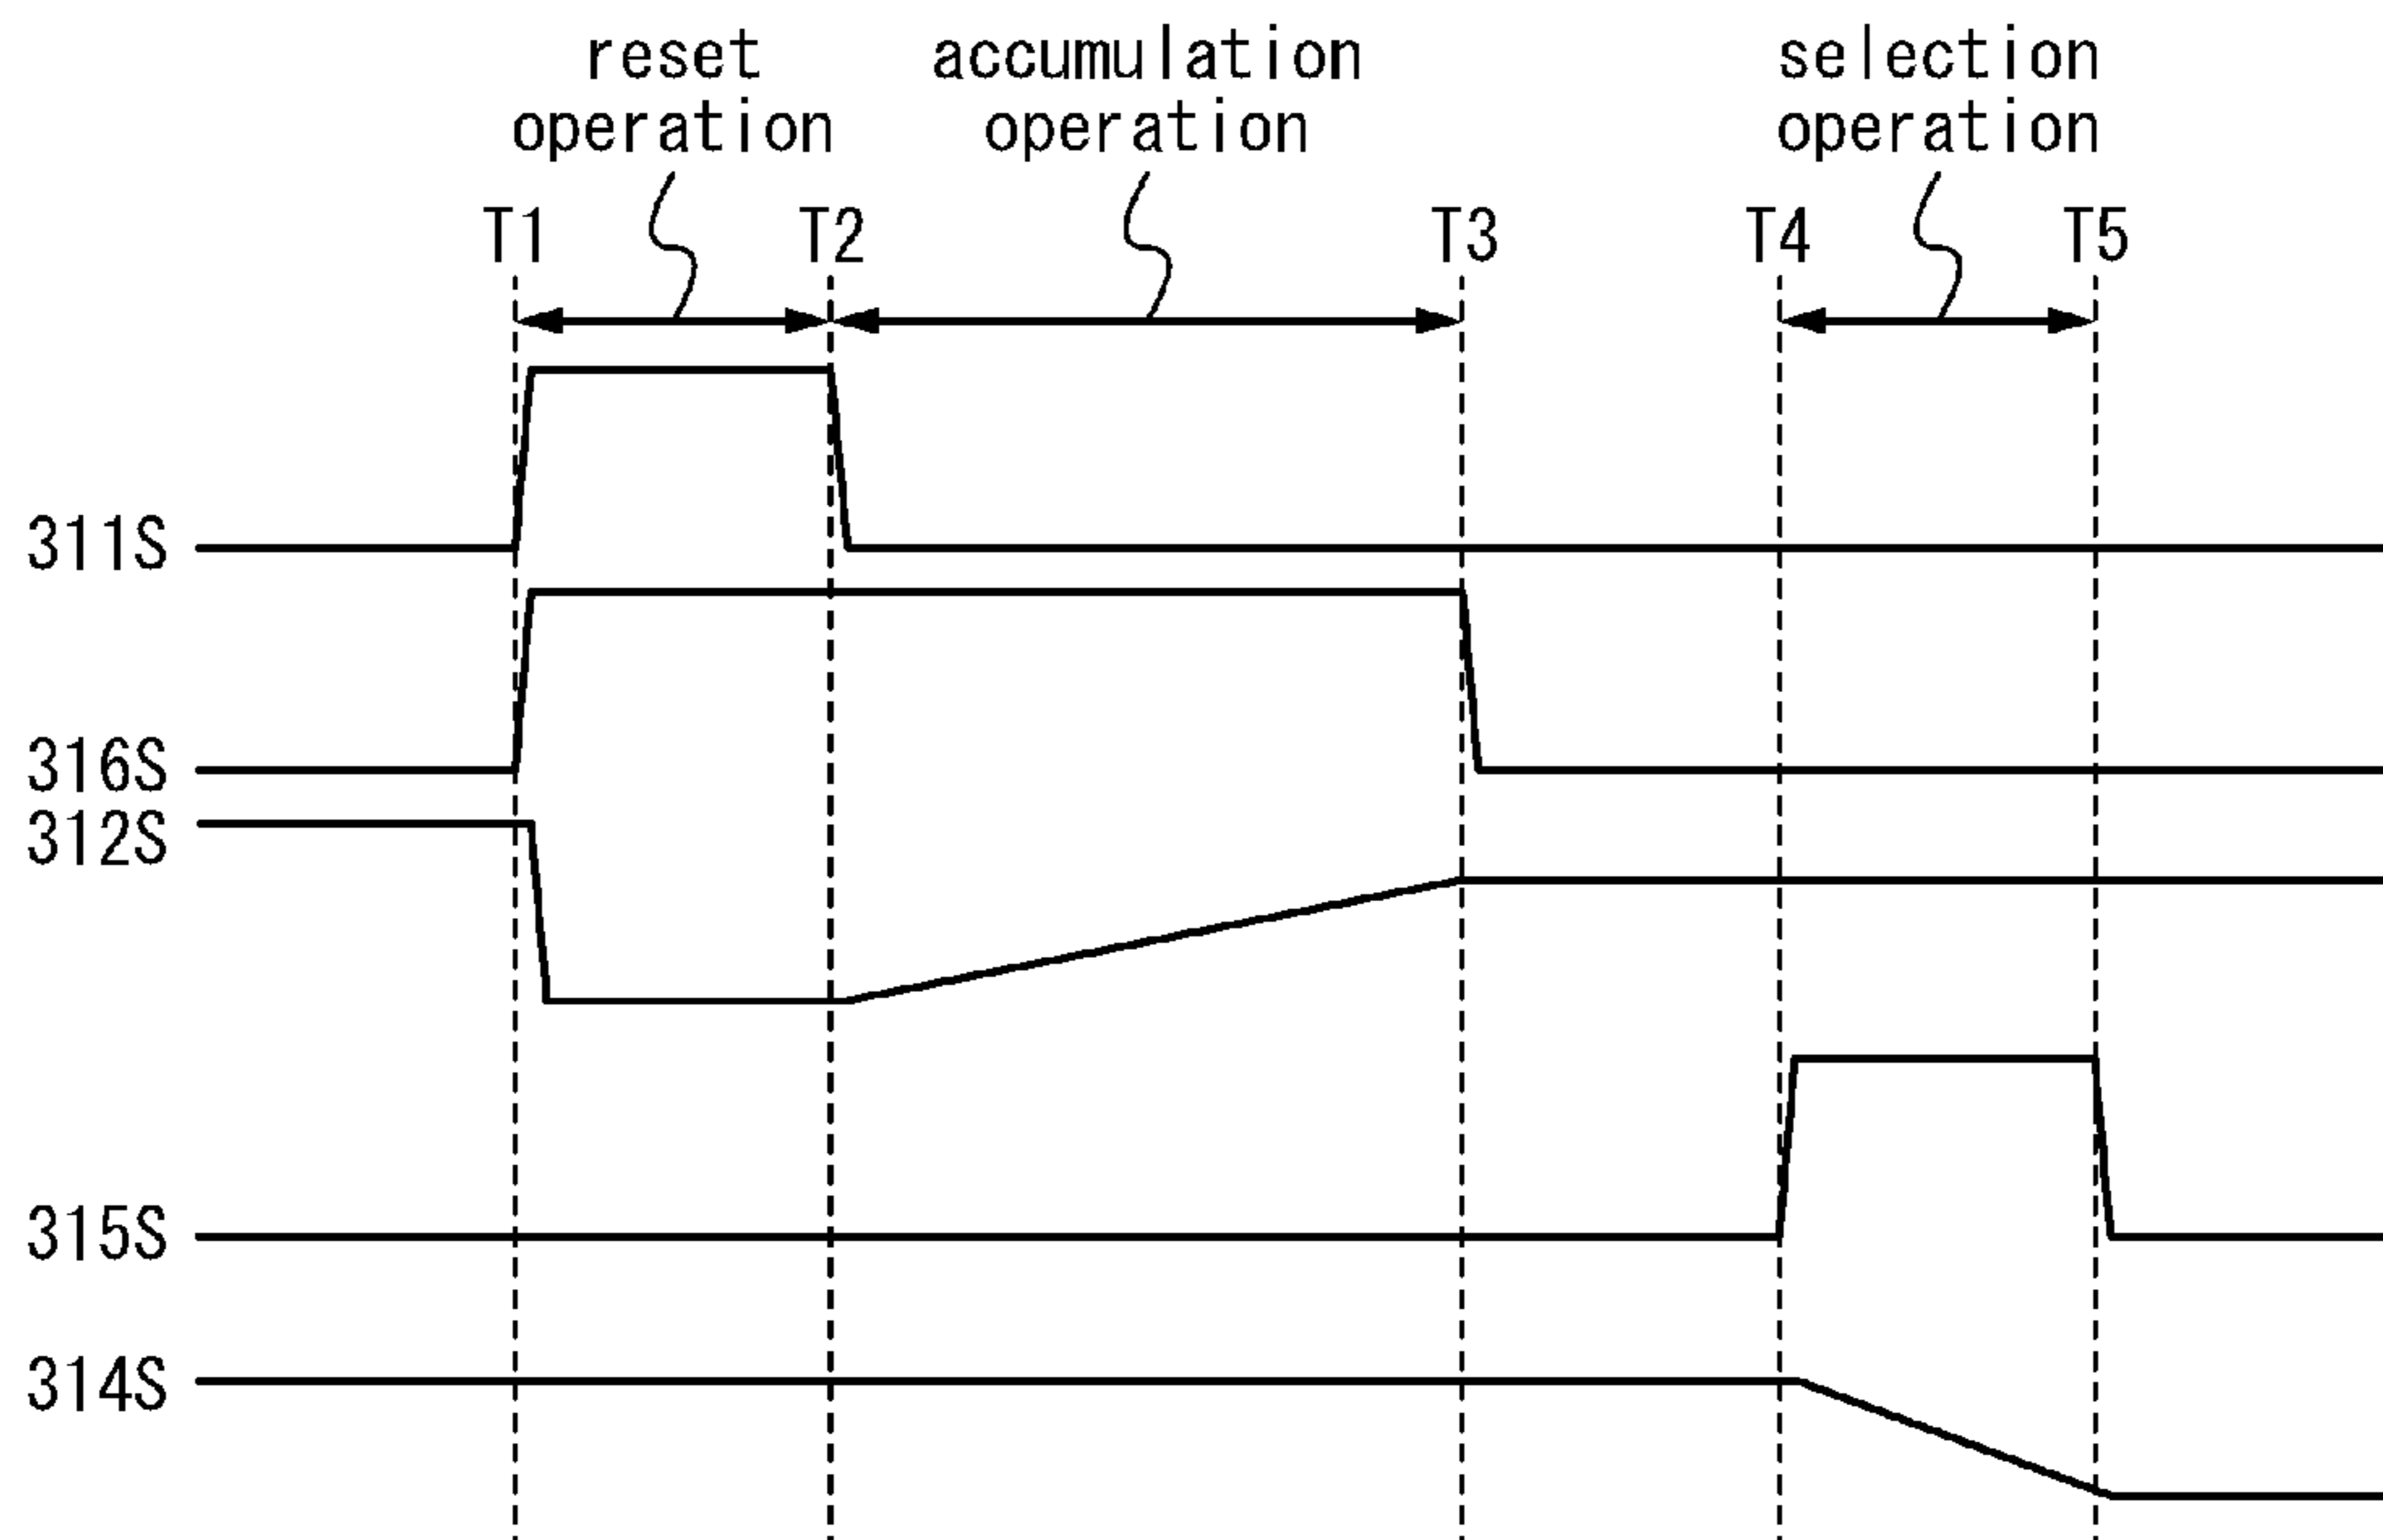 reset accumulation selection
operation operation operation
T1 T2 T3 T4 T5
311S
316S
312S
315S
314S